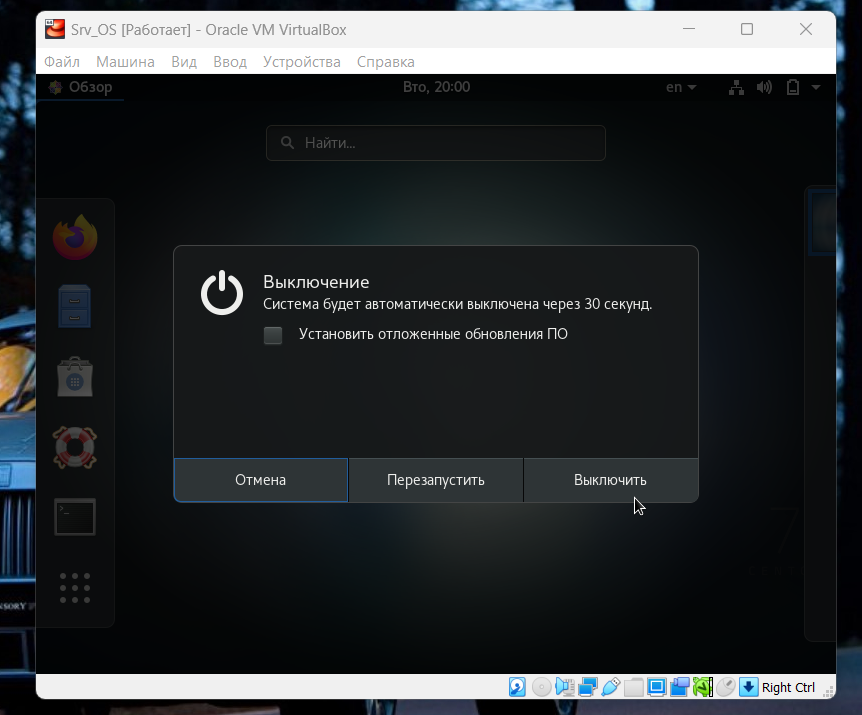 Srv_OS [Работает] - Oracle VM VirtualBox
Файл Машина Вид Ввод Устройства Справка
Обзор Вто, 20:00 en
Найти...
Выключение
Система будет автоматически выключена через 30 секунд.
Установить отложенные обновления ПО
Отмена Перезапустить Выключить
7
Right Ctrl